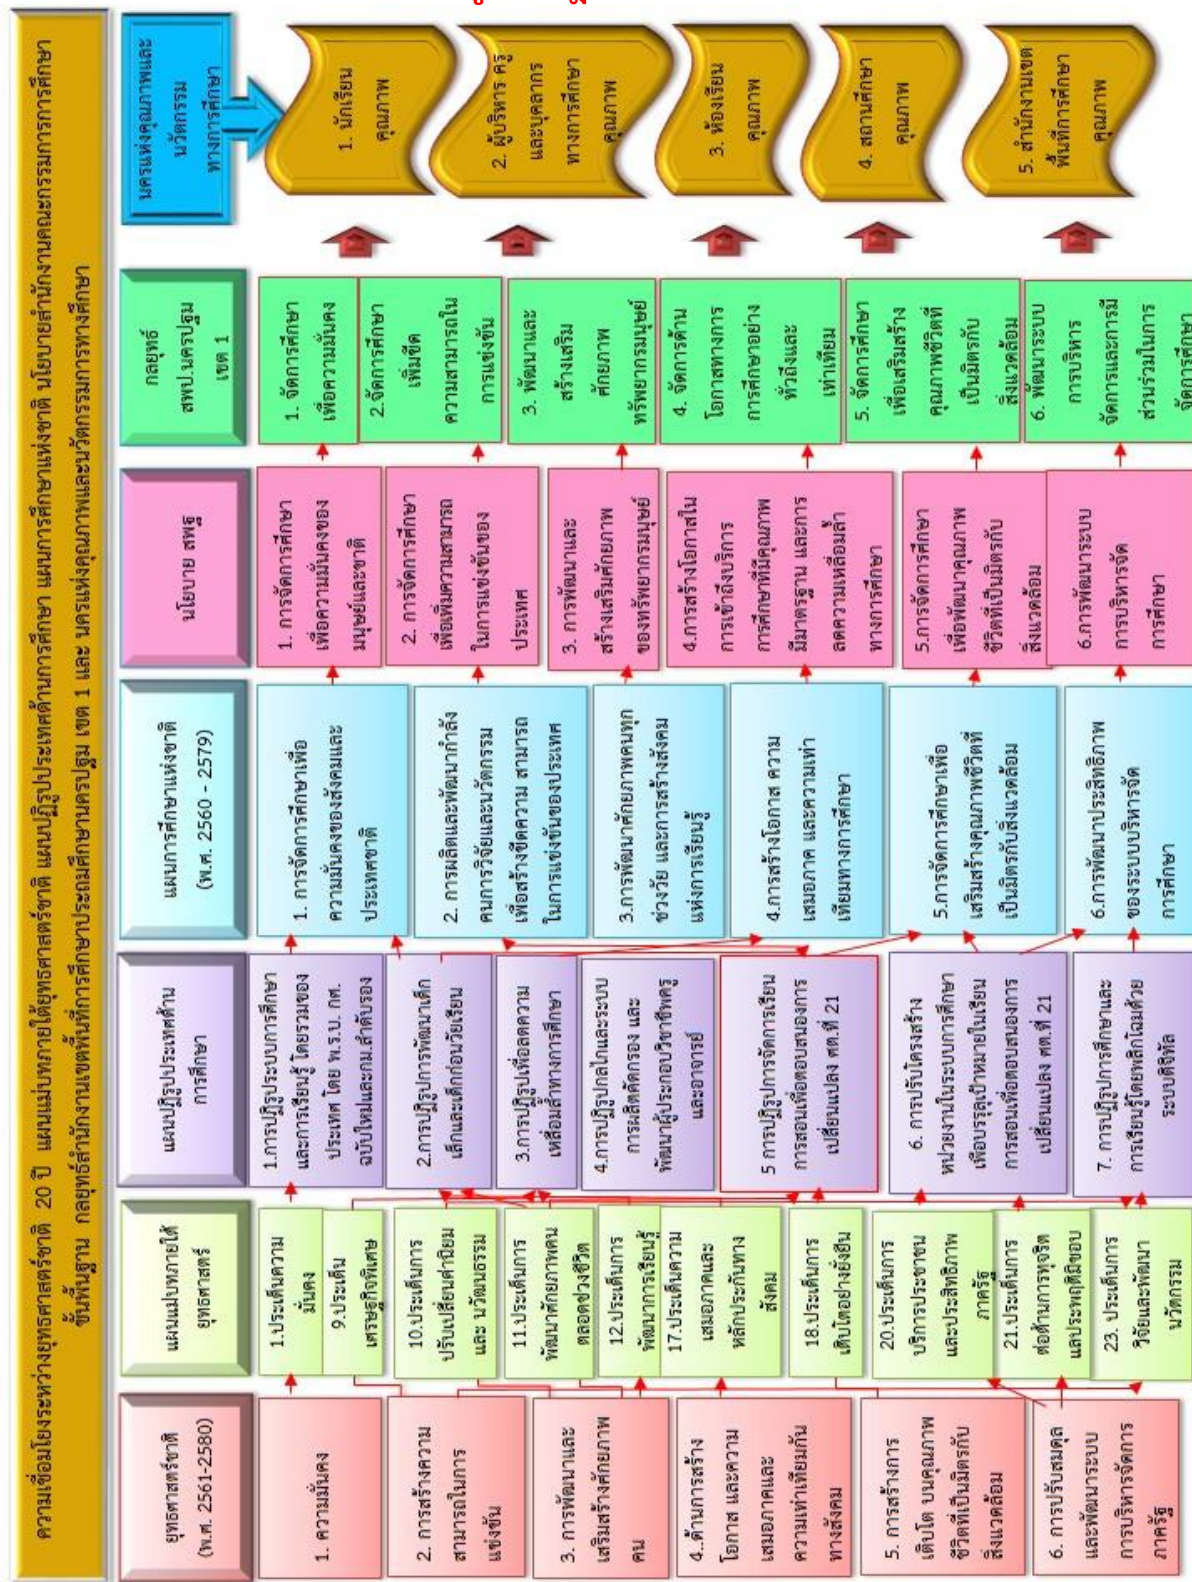 ความเชื่อมโยงระหว่างยุทธศาสตร์ชาติ 20 ปี แผนแม่บทภายใต้ยุทธศาสตร์ชาติ แผนปฏิรูปประเทศด้านการศึกษา แผนการศึกษาแห่งชาติ นโยบายสำนักงานคณะกรรมการการศึกษา
ขั้นพื้นฐาน กลยุทธ์สำนักงานเขตพื้นที่การศึกษาประถมศึกษานครปฐม เขต 1 และ นครแห่งคุณภาพและนวัตกรรมการทางศึกษา
ยุทธศาสตร์ชาติ
(พ.ศ. 2561-2580)
1. ความมั่นคง
2. การสร้างความ
สามารถในการ
แข่งขัน
3. การพัฒนาและ
เสริมสร้างศักยภาพ
คน
4..ด้านการสร้าง
โอกาส และความ
เสมอภาคและ
ความเท่าเทียมกัน
ทางสังคม
5. การสร้างการ
เติบโต บนคุณภาพ
ชีวิตที่เป็นมิตรกับ
สิ่งแวดล้อม
6. การปรับสมดุล
และพัฒนาระบบ
การบริหารจัดการ
ภาครัฐ
แผนแม่บทภายใต้
ยุทธศาสตร์
1.ประเด็นความ
มั่นคง
9.ประเด็น
เศรษฐกิจพิเศษ
10.ประเด็นการ
ปรับเปลี่ยนค่านิยม
และ นวัฒนธรรม
11.ประเด็นการ
พัฒนาศักยภาพคน
ตลอดช่วงชีวิต
12.ประเด็นการ
พัฒนาการเรียนรู้
17.ประเด็นความ
เสมอภาคและ
หลักประกันทาง
สังคม
18.ประเด็นการ
เติบโตอย่างยั่งยืน
20.ประเด็นการ
บริการประชาชน
และประสิทธิภาพ
ภาครัฐ
21.ประเด็นการ
ต่อต้านการทุจริต
แลประพฤติมิชอบ
23. ประเด็นการ
วิจัยและพัฒนา
นวัตกรรม
แผนปฏิรูปประเทศด้าน
การศึกษา
1.การปฏิรูประบบการศึกษา
และการเรียนรู้ โดยรวมของ
ประเทศ โดย พ.ร.บ. กศ.
ฉบับใหม่และกม.ลำดับรอง
2.การปฏิรูปการพัฒนาเด็ก
เล็กและเด็กก่อนวัยเรียน
3.การปฏิรูปเพื่อลดความ
เหลื่อมล้ำทางการศึกษา
4.การปฏิรูปกลไกและระบบ
การผลิตคัดกรอง และ
พัฒนาผู้ประกอบวิชาชีพครู
และอาจารย์
5 การปฏิรูปการจัดการเรียน
การสอนเพื่อตอบสนองการ
เปลี่ยนแปลง ศต.ที่ 21
6. การปรับโครงสร้าง
หน่วยงานในระบบการศึกษา
เพื่อบรรรุลุเป้าหมายในเรียน
การสอนเพื่อตอบสนองการ
เปลี่ยนแปลง ศต.ที่ 21
7. การปฏิรูปการศึกษาและ
การเรียนรู้โดยพลิกโฉมด้วย
ระบบดิจิทัล
แผนการศึกษาแห่งชาติ
(พ.ศ. 2560 - 2579)
1. การจัดการศึกษาเพื่อ
ความมั่นคงของสังคมและ
ประเทศชาติ
2. การผลิตและพัฒนากำลัง
คนการวิจัยและนวัตกรรม
เพื่อสร้างขีดความ สามารถ
ในการแข่งขันของประเทศ
3.การพัฒนาศักยภาพคนทุก
ช่วงวัย และการสร้างสังคม
แห่งการเรียนรู้
4.การสร้างโอกาส ความ
เสมอภาค และความเท่า
เทียมทางการศึกษา
5.การจัดการศึกษาเพื่อ
เสริมสร้างคุณภาพชีวิตที่
เป็นมิตรกับสิ่งแวดล้อม
6.การพัฒนาประสิทธิภาพ
ของระบบบริหารจัด
การศึกษา
นโยบาย สพฐ
1. การจัดการศึกษา
เพื่อความมั่นคงของ
มนุษย์และชาติ
2. การจัดการศึกษา
เพื่อเพิ่มความสามารถ
ในการแข่งขันของ
ประเทศ
3. การพัฒนาและ
สร้างเสริมศักยภาพ
ของทรัพยากรมนุษย์
4.การสร้างโอกาสใน
การเข้าถึงบริการ
การศึกษาที่มีคุณภาพ
มีมาตรฐาน และการ
ลดความเหลื่อมล้ำ
ทางการศึกษา
5.การจัดการศึกษา
เพื่อพัฒนาคุณภาพ
ชีวิตที่เป็นมิตรกับ
สิ่งแวดล้อม
6.การพัฒนาระบบ
การบริหารจัด
การศึกษา
กลยุทธ์
สพป.นครปฐม
เขต 1
1. จัดการศึกษา
เพื่อความมั่นคง
2.จัดการศึกษา
เพิ่มขีด
ความสามารถใน
การแข่งขัน
3. พัฒนาและ
สร้างเสริม
ศักยภาพ
ทรัพยากรมนุษย์
4. จัดการด้าน
โอกาสทางการ
การศึกษาอย่าง
ทั่วถึงและ
เท่าเทียม
5. จัดการศึกษา
เพื่อเสริมสร้าง
คุณภาพชีวิตที่
เป็นมิตรกับ
สิ่งแวดล้อม
6. พัฒนาระบบ
การบริหาร
จัดการและการมี
ส่วนร่วมในการ
จัดการศึกษา
นครแห่งคุณภาพและ
นวัตกรรม
ทางการศึกษา
1. นักเรียน
คุณภาพ
2. ผู้บริหาร ครู
และบุคลากร
ทางการศึกษา
คุณภาพ
3. ห้องเรียน
คุณภาพ
4. สถานศึกษา
คุณภาพ
5. สำนักงานเขต
พื้นที่การศึกษา
คุณภาพ